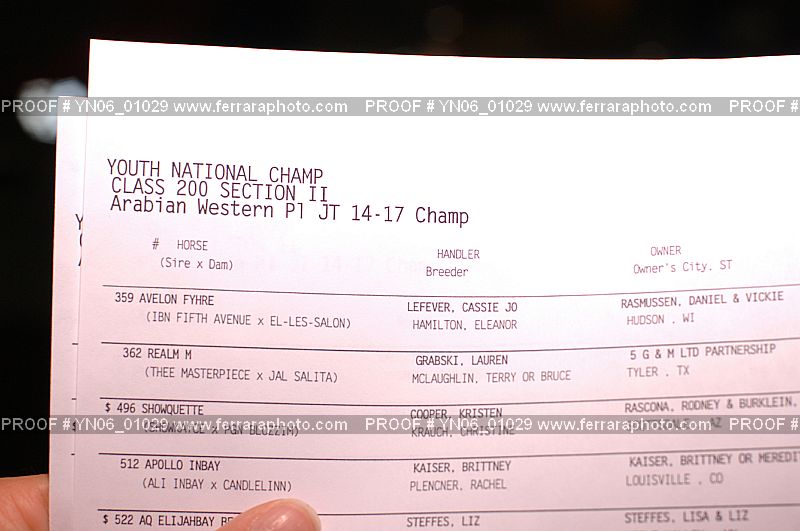 PROOF # YN06_01029 www.ferraraphoto.com PROOF # YN06_01029 www.ferraraphoto.com PROOF #
YOUTH NATIONAL CHAMP
CLASS 200 SECTION II
Arabian Western Pl JT 14-17 Champ
# HORSE HANDLER OWNER
(Sire x Dam) Breeder Owner's City, ST
359 AVELON FYHRE LEFEVER, CASSIE JO RASMUSSEN, DANIEL & VICKIE
(IBN FIFTH AVENUE x EL-LES-SALON) HAMILTON, ELEANOR HUDSON , WI
362 REALM M GRABSKI, LAUREN 5 G & M LTD PARTNERSHIP
(THEE MASTERPIECE x JAL SALITA) MCLAUGHLIN, TERRY OR BRUCE TYLER , TX
$ 496 SHOWQUETTE COOPER, KRISTEN RASCONA, RODNEY & BURKLEIN,
PROOF # YN06_01029 www.ferraraphoto.com PROOF # YN06_01029 www.ferraraphoto.com PROOF #
KRAUCH, CHRISTINE AZ
512 APOLLO INBAY KAISER, BRITTNEY KAISER, BRITTNEY OR MEREDIT
(ALI INBAY x CANDLELINN) PLENCNER, RACHEL LOUISVILLE , CO
$ 522 AQ ELIJAHBAY STEFFES, LIZ STEFFES, LISA & LIZ